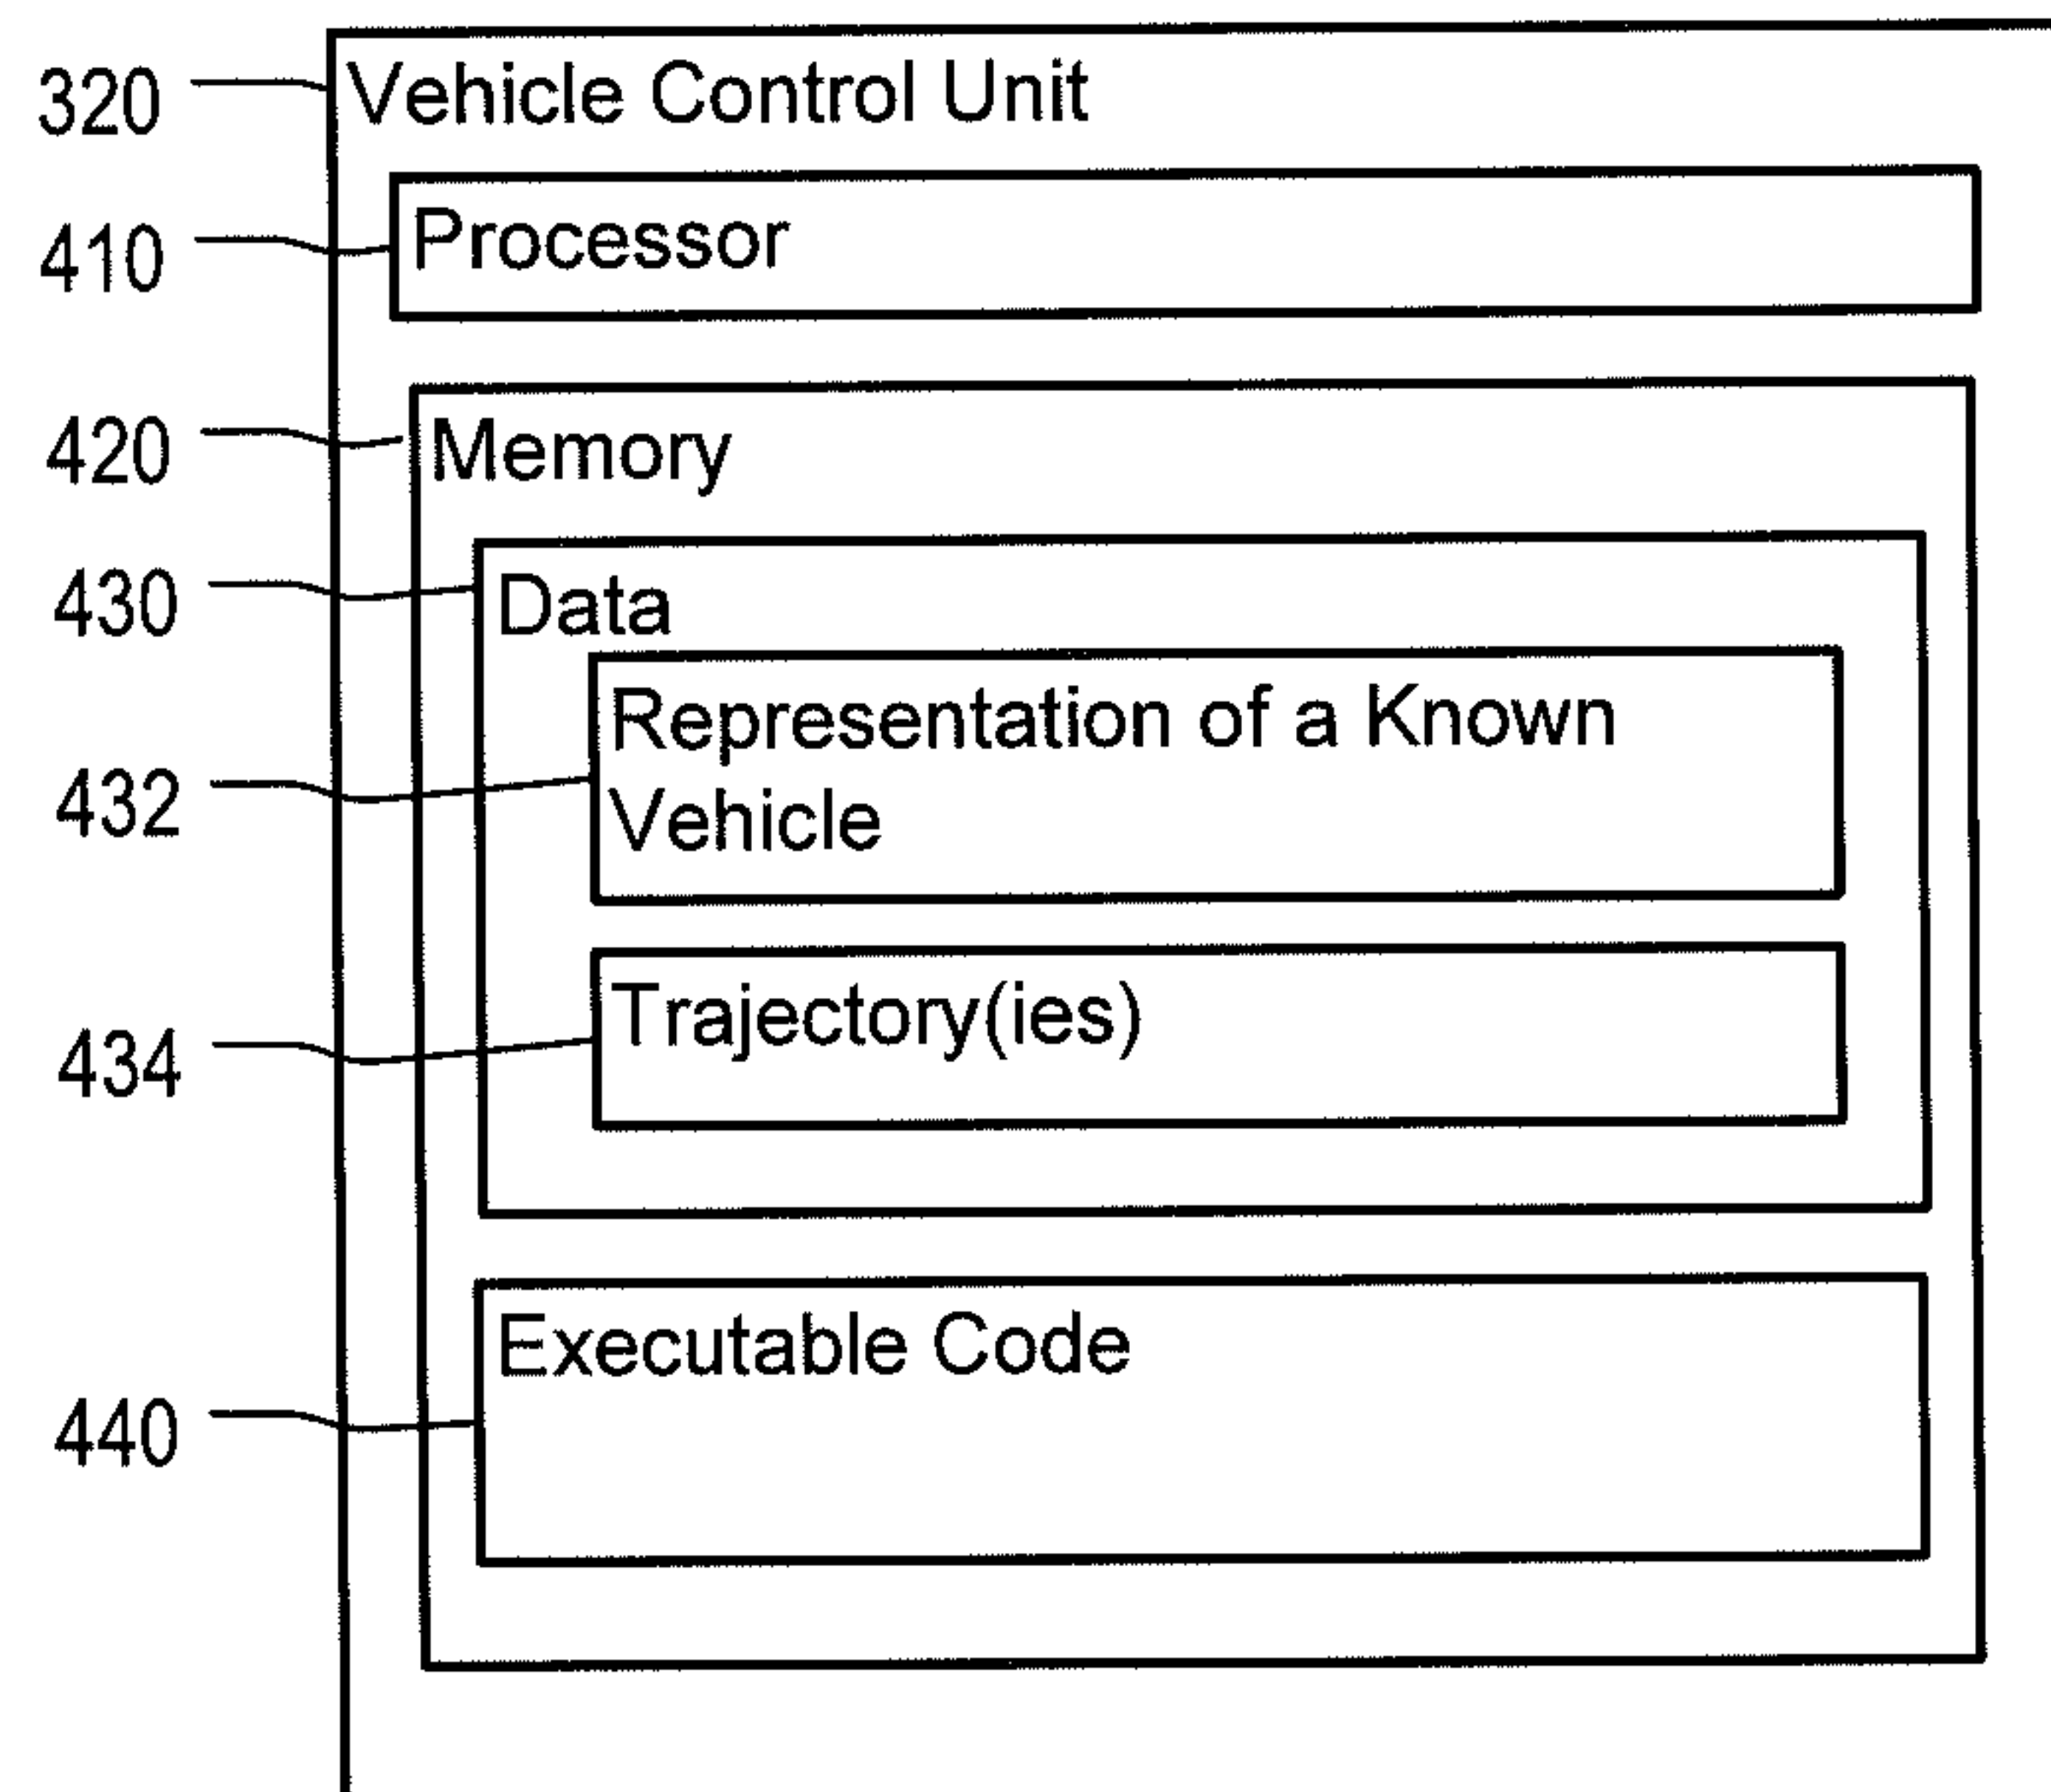 320 Vehicle Control Unit
410 Processor
420 Memory
430 Data
Representation of a Known
432 Vehicle
434 Trajectory(ies)
Executable Code
440